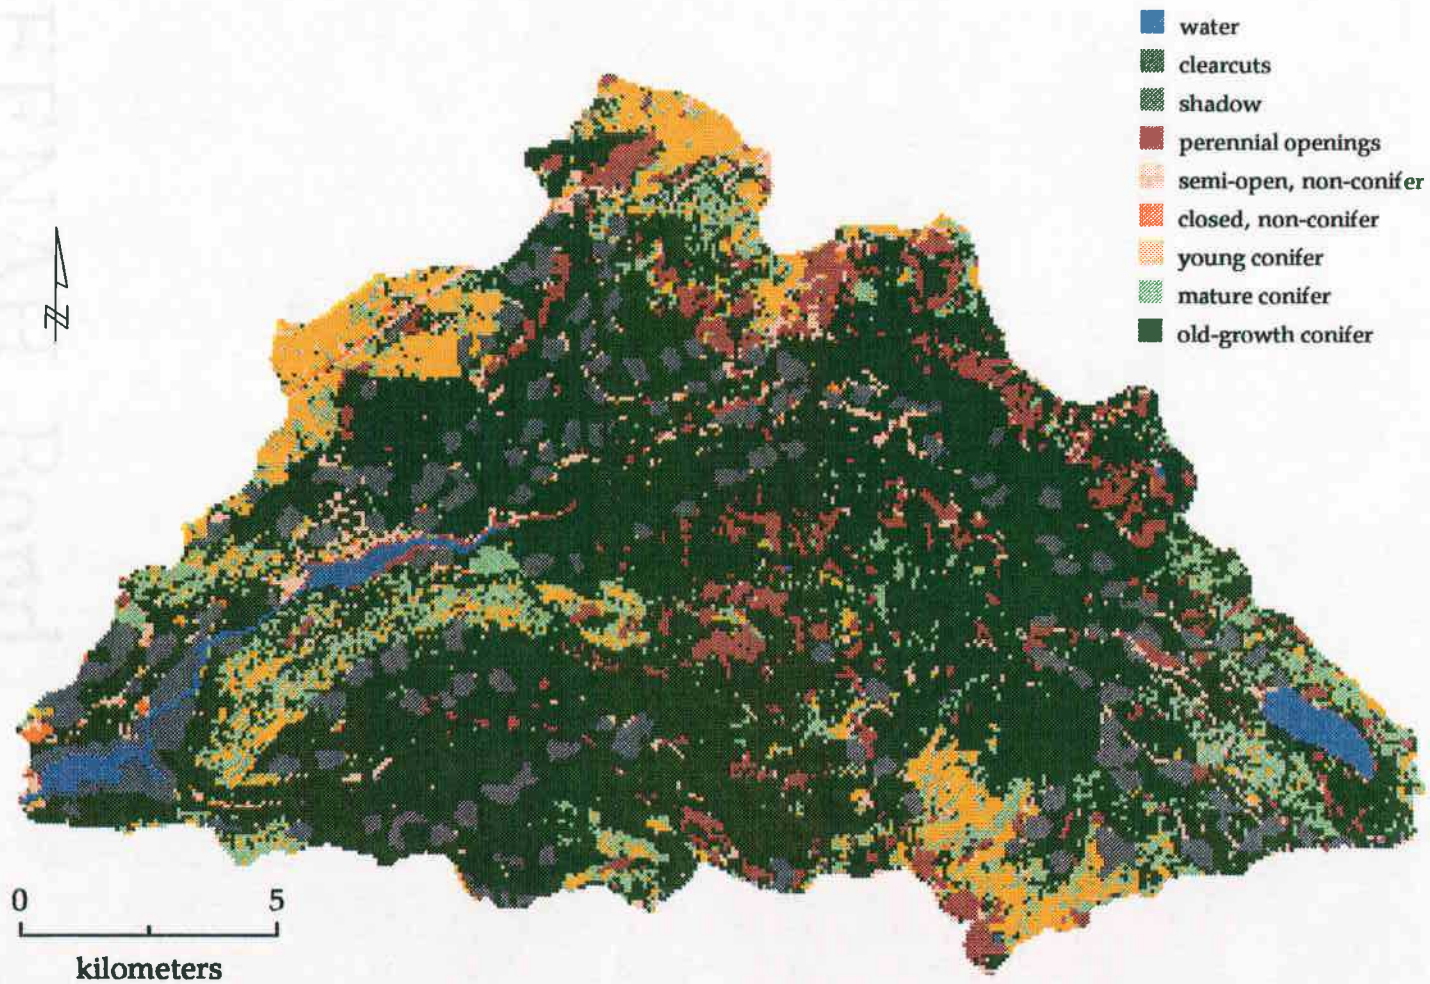 water
clearcuts
shadow
perennial openings
semi-open, non-conifer
closed, non-conifer
young conifer
mature conifer
old-growth conifer
N
0 5
kilometers